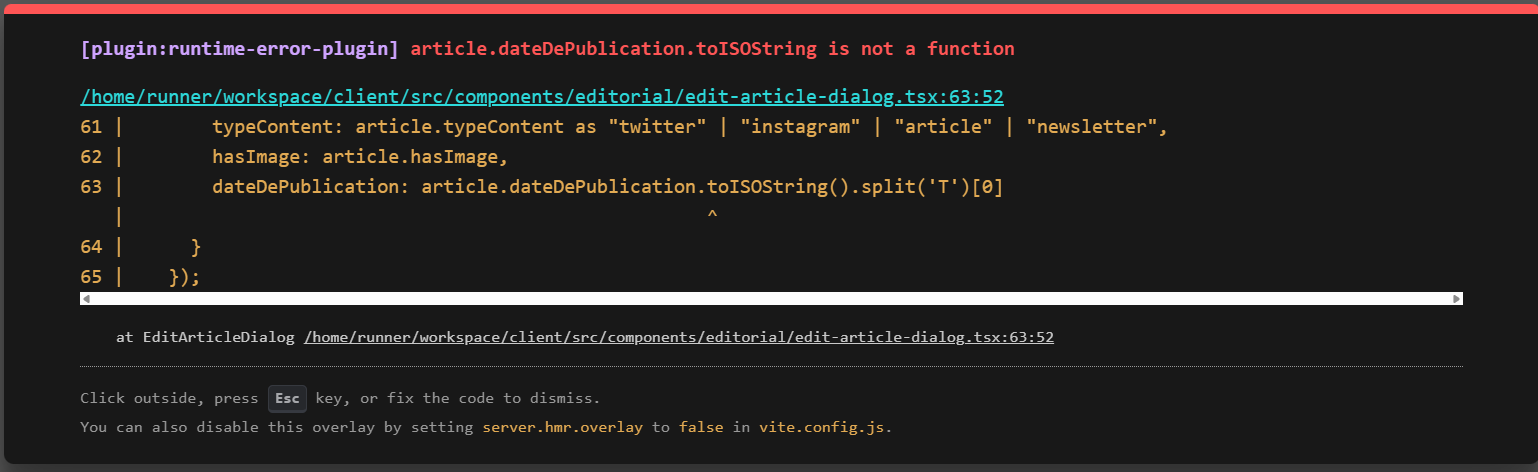 [plugin:runtime-error-plugin] article.dateDePublication.toISOString is not a function
/home/runner/workspace/client/src/components/editorial/edit-article-dialog.tsx:63:52
61 |        typeContent: article.typeContent as "twitter" | "instagram" | "article" | "newsletter",
62 |        hasImage: article.hasImage,
63 |        dateDePublication: article.dateDePublication.toISOString().split('T')[0]
   |                                                     ^
64 |      }
65 |    });
at EditArticleDialog /home/runner/workspace/client/src/components/editorial/edit-article-dialog.tsx:63:52
Click outside, press Esc key, or fix the code to dismiss.
You can also disable this overlay by setting server.hmr.overlay to false in vite.config.js.